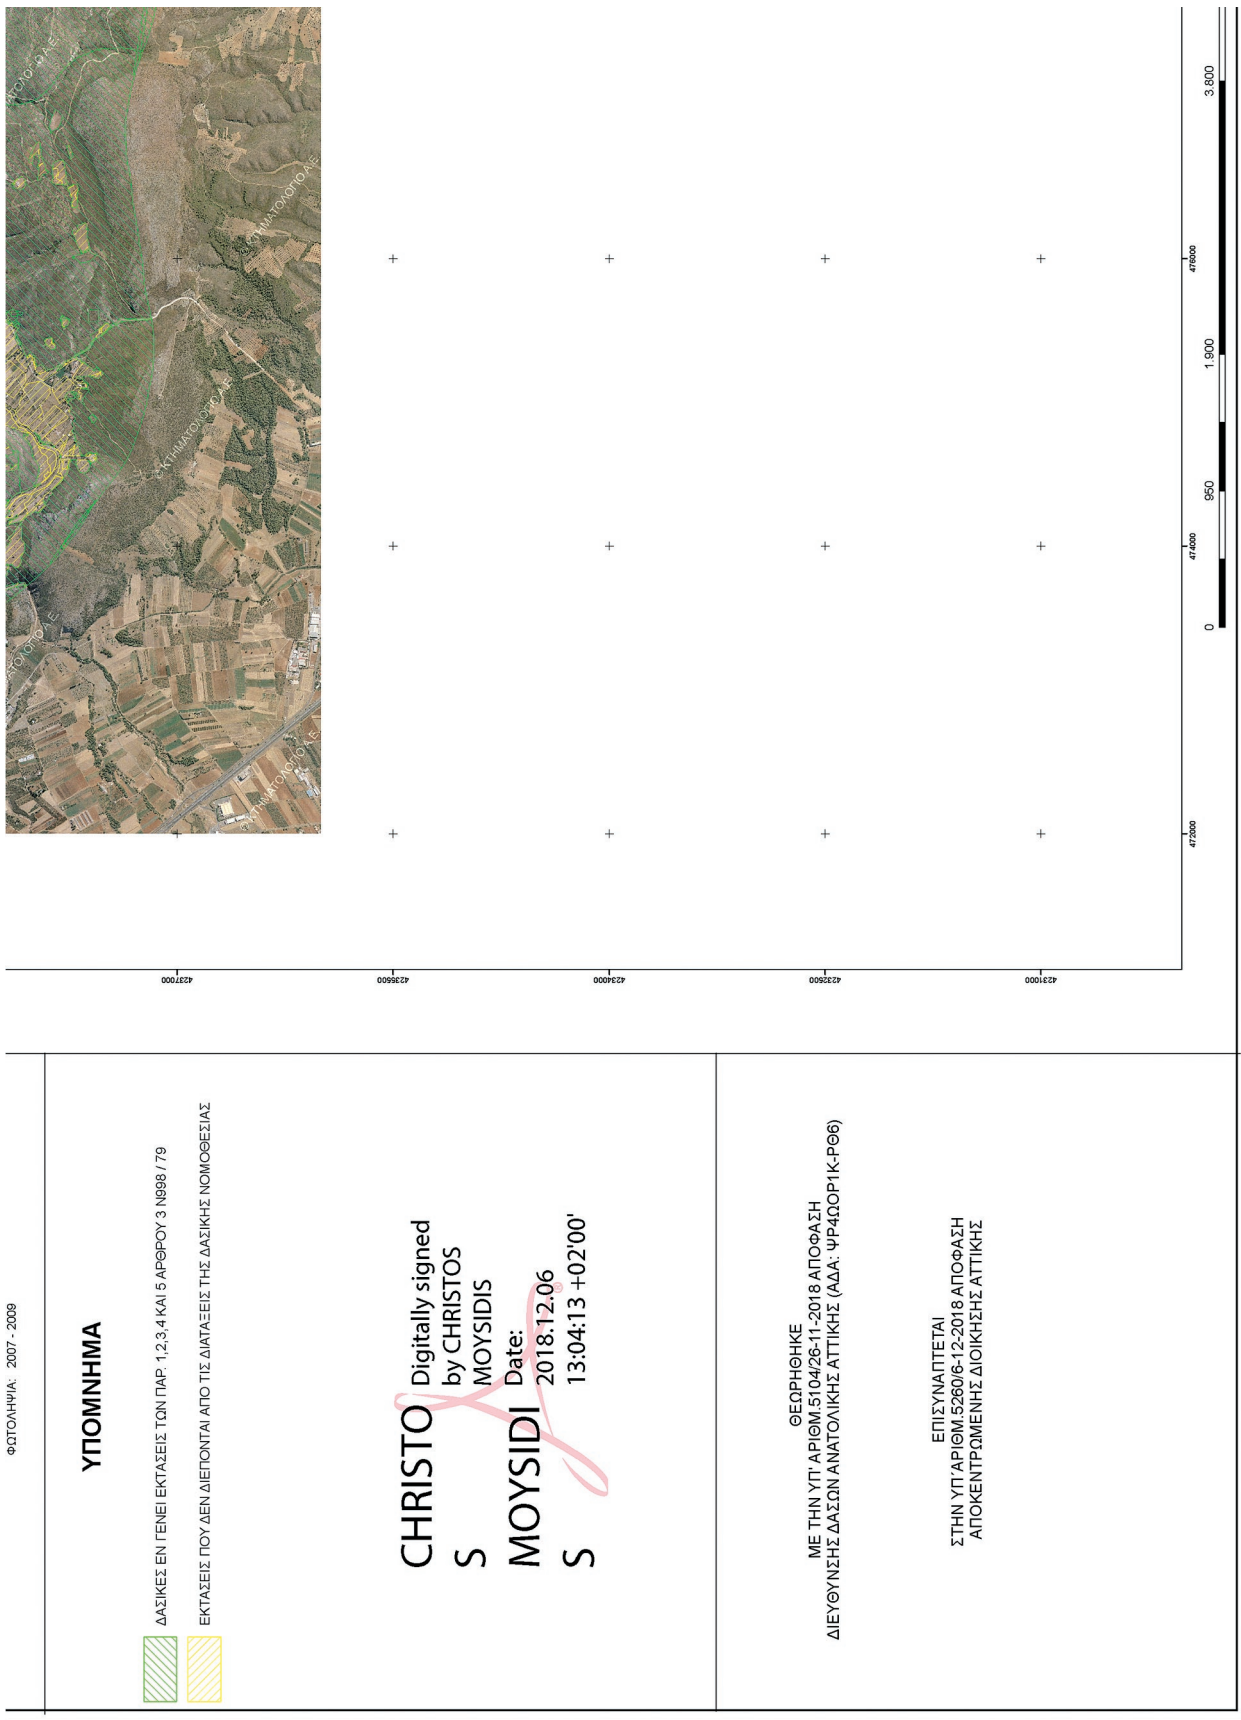 ΚΤΗΜΑΤΟΛΟΓΙΟ Α.Ε.
ΚΤΗΜΑΤΟΛΟΓΙΟ Α.Ε.
ΚΤΗΜΑΤΟΛΟΓΙΟ Α.Ε.
472000
474000
476000
4237000
4235500
4234000
4232500
4231000
0
950
1.900
3.800
ΦΩΤΟΛΗΨΙΑ: 2007 - 2009
ΥΠΟΜΝΗΜΑ
ΔΑΣΙΚΕΣ ΕΝ ΓΕΝΕΙ ΕΚΤΑΣΕΙΣ ΤΩΝ ΠΑΡ. 1,2,3,4 ΚΑΙ 5 ΑΡΘΡΟΥ 3 Ν998 / 79
ΕΚΤΑΣΕΙΣ ΠΟΥ ΔΕΝ ΔΙΕΠΟΝΤΑΙ ΑΠΟ ΤΙΣ ΔΙΑΤΑΞΕΙΣ ΤΗΣ ΔΑΣΙΚΗΣ ΝΟΜΟΘΕΣΙΑΣ
CHRISTO
S
MOYSIDI
S
Digitally signed
by CHRISTOS
MOYSIDIS
Date:
2018.12.06
13:04:13 +02'00'
ΘΕΩΡΗΘΗΚΕ
ΜΕ ΤΗΝ ΥΠ' ΑΡΙΘΜ.5104/26-11-2018 ΑΠΟΦΑΣΗ
ΔΙΕΥΘΥΝΣΗΣ ΔΑΣΩΝ ΑΝΑΤΟΛΙΚΗΣ ΑΤΤΙΚΗΣ (ΑΔΑ: ΨΡ4ΩΟΡ1Κ-ΡΘ6)
ΕΠΙΣΥΝΑΠΤΕΤΑΙ
ΣΤΗΝ ΥΠ'ΑΡΙΘΜ.5260/6-12-2018 ΑΠΟΦΑΣΗ
ΑΠΟΚΕΝΤΡΩΜΕΝΗΣ ΔΙΟΙΚΗΣΗΣ ΑΤΤΙΚΗΣ